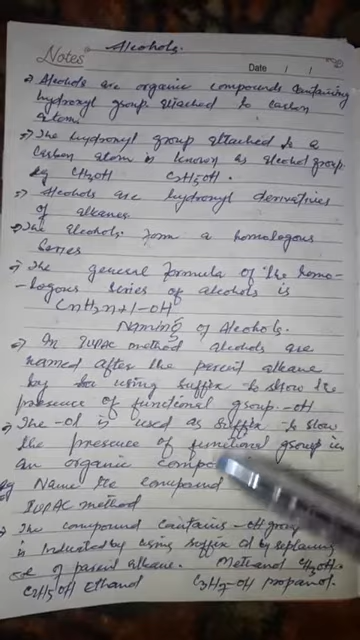 Alcohols.
Notes
Date / /
Alcohols are organic compounds containing
hydroxyl group attached to carbon
atom
The hydroxyl group attached to a
carbon atom is known as alcohol group.
eg CH3OH C2H5OH.
Alcohols are hydroxyl derivatives
of alkanes
The alcohols form a homologous
series
The general formula of the homo-
-logous series of alcohols is
CnH2n+1-OH
Naming of Alcohols.
In IUPAC method alcohols are
named after the parent alkane
by using suffix to show the
presence of functional group -OH
The -ol is used as suffix to show
the presence of functional group in
an organic compo
eg Name the compound
IUPAC method
The compound contains -OH group
is indicated by using suffix ol by replacing
-e of parent alkane. Methanol CH3OH.
C2H5OH Ethanol C3H7-OH propanol.